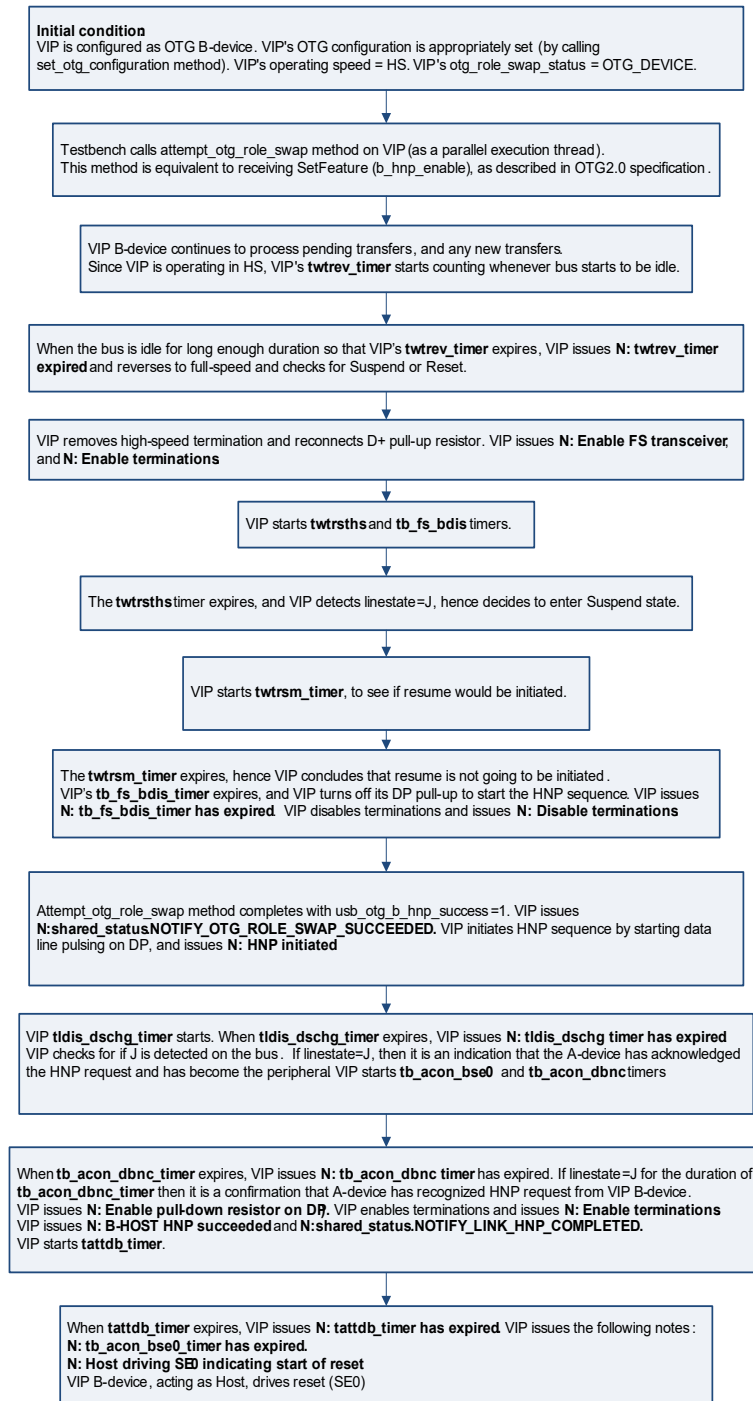 Initial condition:
VIP is configured as OTG B-device. VIP's OTG configuration is appropriately set (by calling
set_otg_configuration method). VIP's operating speed = HS. VIP's otg_role_swap_status = OTG_DEVICE.
Testbench calls attempt_otg_role_swap method on VIP (as a parallel execution thread).
This method is equivalent to receiving SetFeature (b_hnp_enable), as described in OTG2.0 specification.
VIP B-device continues to process pending transfers, and any new transfers.
Since VIP is operating in HS, VIP's twtrev_timer starts counting whenever bus starts to be idle.
When the bus is idle for long enough duration so that VIP's twtrev_timer expires, VIP issues N: twtrev_timer
expired and reverses to full-speed and checks for Suspend or Reset.
VIP removes high-speed termination and reconnects D+ pull-up resistor. VIP issues N: Enable FS transceiver,
and N: Enable terminations
VIP starts twtrsths and tb_fs_bdis timers.
The twtrsths timer expires, and VIP detects linestate=J, hence decides to enter Suspend state.
VIP starts twtrsm_timer, to see if resume would be initiated.
The twtrsm_timer expires, hence VIP concludes that resume is not going to be initiated.
VIP's tb_fs_bdis_timer expires, and VIP turns off its DP pull-up to start the HNP sequence. VIP issues
N: tb_fs_bdis_timer has expired. VIP disables terminations and issues N: Disable terminations
Attempt_otg_role_swap method completes with usb_otg_b_hnp_success=1. VIP issues
N:shared_status.NOTIFY_OTG_ROLE_SWAP_SUCCEEDED. VIP initiates HNP sequence by starting data
line pulsing on DP, and issues N: HNP initiated
VIP tldis_dschg_timer starts. When tldis_dschg_timer expires, VIP issues N: tldis_dschg timer has expired
VIP checks for if J is detected on the bus. If linestate=J, then it is an indication that the A-device has acknowledged
the HNP request and has become the peripheral. VIP starts tb_acon_bse0 and tb_acon_dbnc timers
When tb_acon_dbnc_timer expires, VIP issues N: tb_acon_dbnc timer has expired. If linestate=J for the duration of
tb_acon_dbnc_timer then it is a confirmation that A-device has recognized HNP request from VIP B-device.
VIP issues N: Enable pull-down resistor on DP. VIP enables terminations and issues N: Enable terminations
VIP issues N: B-HOST HNP succeeded and N:shared_status.NOTIFY_LINK_HNP_COMPLETED.
VIP starts tattdb_timer.
When tattdb_timer expires, VIP issues N: tattdb_timer has expired. VIP issues the following notes:
N: tb_acon_bse0_timer has expired.
N: Host driving SE0 indicating start of reset
VIP B-device, acting as Host, drives reset (SE0)